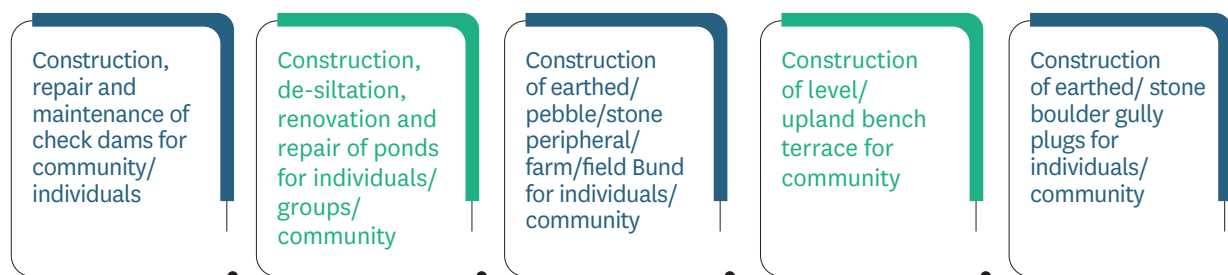 Construction,
repair and
maintenance of
check dams for
community/
individuals
Construction,
de-siltation,
renovation and
repair of ponds
for individuals/
groups/
community
Construction
of earthed/
pebble/stone
peripheral/
farm/field Bund
for individuals/
community
Construction
of level/
upland bench
terrace for
community
Construction
of earthed/ stone
boulder gully
plugs for
individuals/
community